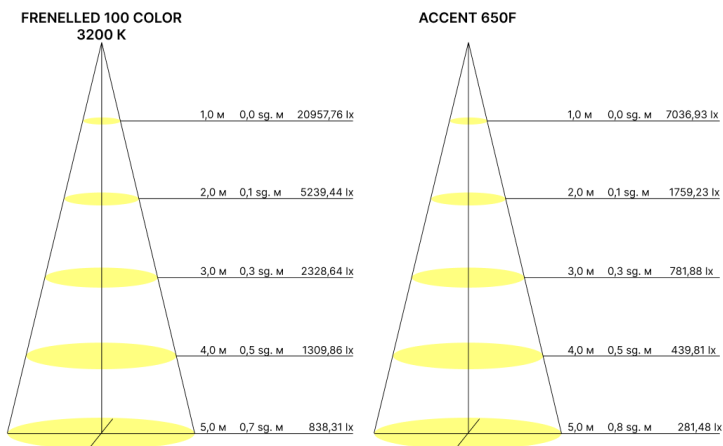 FRENELLED 100 COLOR
3200 K
1,0 м 0,0 sg. м 20957,76 lx
2,0 м 0,1 sg. м 5239,44 lx
3,0 м 0,3 sg. м 2328,64 lx
4,0 м 0,5 sg. м 1309,86 lx
5,0 м 0,7 sg. м 838,31 lx
ACCENT 650F
1,0 м 0,0 sg. м 7036,93 lx
2,0 м 0,1 sg. м 1759,23 lx
3,0 м 0,3 sg. м 781,88 lx
4,0 м 0,5 sg. м 439,81 lx
5,0 м 0,8 sg. м 281,48 lx